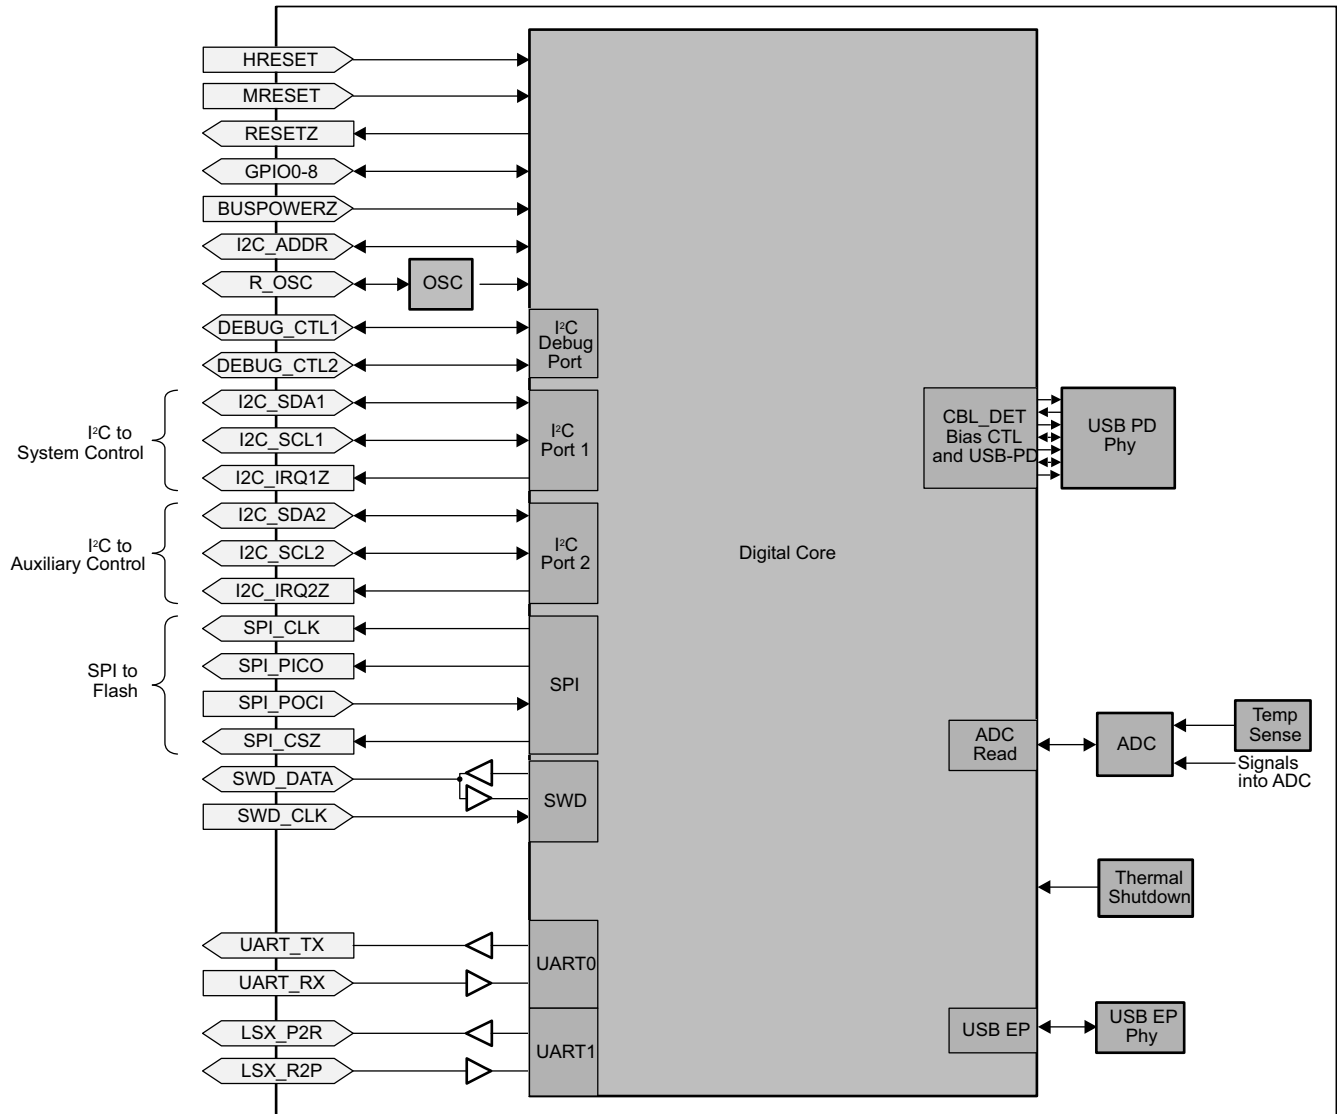 HRESET
MRESET
RESETZ
GPIO0-8
BUSPOWERZ
I2C_ADDR
R_OSC
OSC
DEBUG_CTL1
DEBUG_CTL2
I²C
Debug
Port
I²C to
System Control
I2C_SDA1
I2C_SCL1
I2C_IRQ1Z
I²C
Port 1
CBL_DET
Bias CTL
and USB-PD
USB PD
Phy
I²C to
Auxiliary Control
I2C_SDA2
I2C_SCL2
I2C_IRQ2Z
I²C
Port 2
Digital Core
SPI to
Flash
SPI_CLK
SPI_PICO
SPI_POCI
SPI_CSZ
SPI
ADC
Read
ADC
Temp
Sense
Signals
into ADC
SWD_DATA
SWD_CLK
SWD
Thermal
Shutdown
UART_TX
UART_RX
UART0
LSX_P2R
LSX_R2P
UART1
USB EP
USB EP
Phy